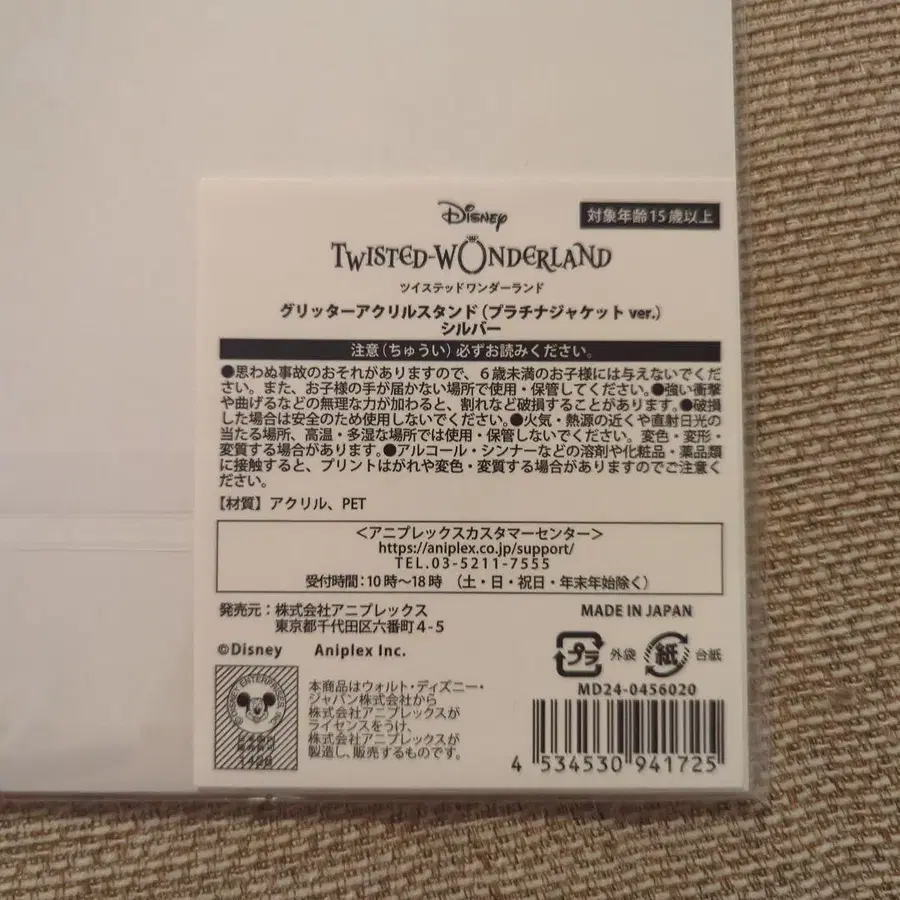 Disney
対象年齢15歳以上
TWISTED-WONDERLAND
ツイステッドワンダーランド
グリッターアクリルスタンド（プラチナジャケット ver.）
シルバー
注意（ちゅうい）必ずお読みください。
●思わぬ事故のおそれがありますので、６歳未満のお子様には与えないでくだ
さい。また、お子様の手が届かない場所で使用・保管してください。●強い衝撃
や曲げるなどの無理な力が加わると、割れなど破損することがあります。●破損
した場合は安全のため使用しないでください。●火気・熱源の近くや直射日光の
当たる場所、高温・多湿な場所では使用・保管しないでください。変色・変形・
変質する場合があります。●アルコール・シンナーなどの溶剤や化粧品・薬品類
に接触すると、プリントはがれや変色・変質する場合がありますのでご注意く
ださい。
【材質】アクリル、PET
＜アニプレックスカスタマーセンター＞
https://aniplex.co.jp/support/
TEL.03-5211-7555
受付時間：10時～18時 （土・日・祝日・年末年始除く）
発売元：株式会社アニプレックス
東京都千代田区六番町4-5
MADE IN JAPAN
©Disney Aniplex Inc.
プラ 外袋 紙 台紙
MD24-0456020
本商品はウォルト・ディズニー・
ジャパン株式会社から
株式会社アニプレックスが
ライセンスをうけ、
株式会社アニプレックスが
製造し、販売するものです。
4 534530 941725